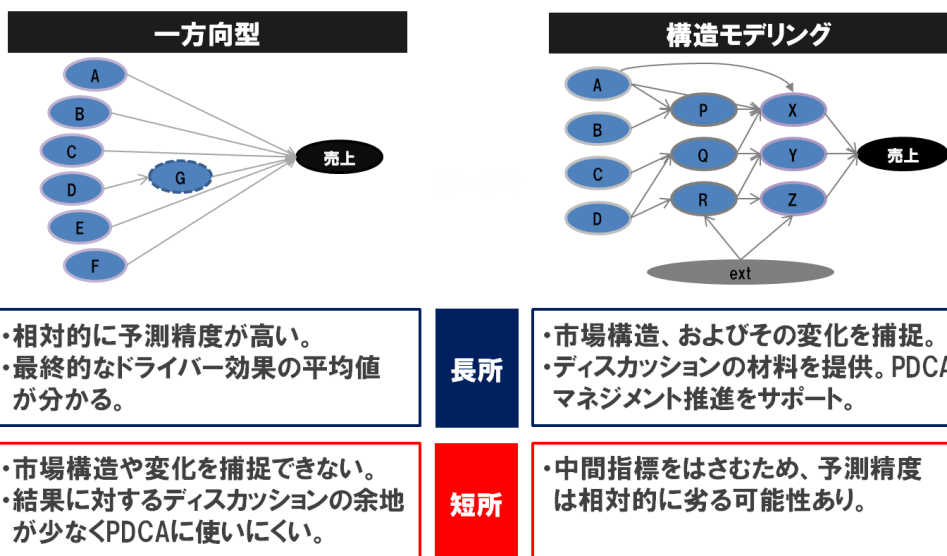 一方向型
A
B
C
D
E
F
G
売上
構造モデリング
A
B
C
D
P
Q
R
X
Y
Z
売上
ext
・相対的に予測精度が高い。
・最終的なドライバー効果の平均値
が分かる。
長所
・市場構造、およびその変化を捕捉。
・ディスカッションの材料を提供。PDCA
マネジメント推進をサポート。
・市場構造や変化を捕捉できない。
・結果に対するディスカッションの余地
が少なくPDCAに使いにくい。
短所
・中間指標をはさむため、予測精度
は相対的に劣る可能性あり。